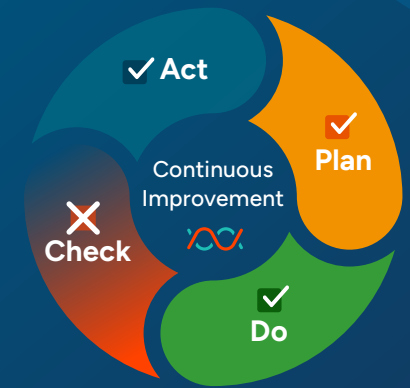 Act
Plan
Continuous
Improvement
Check
Do